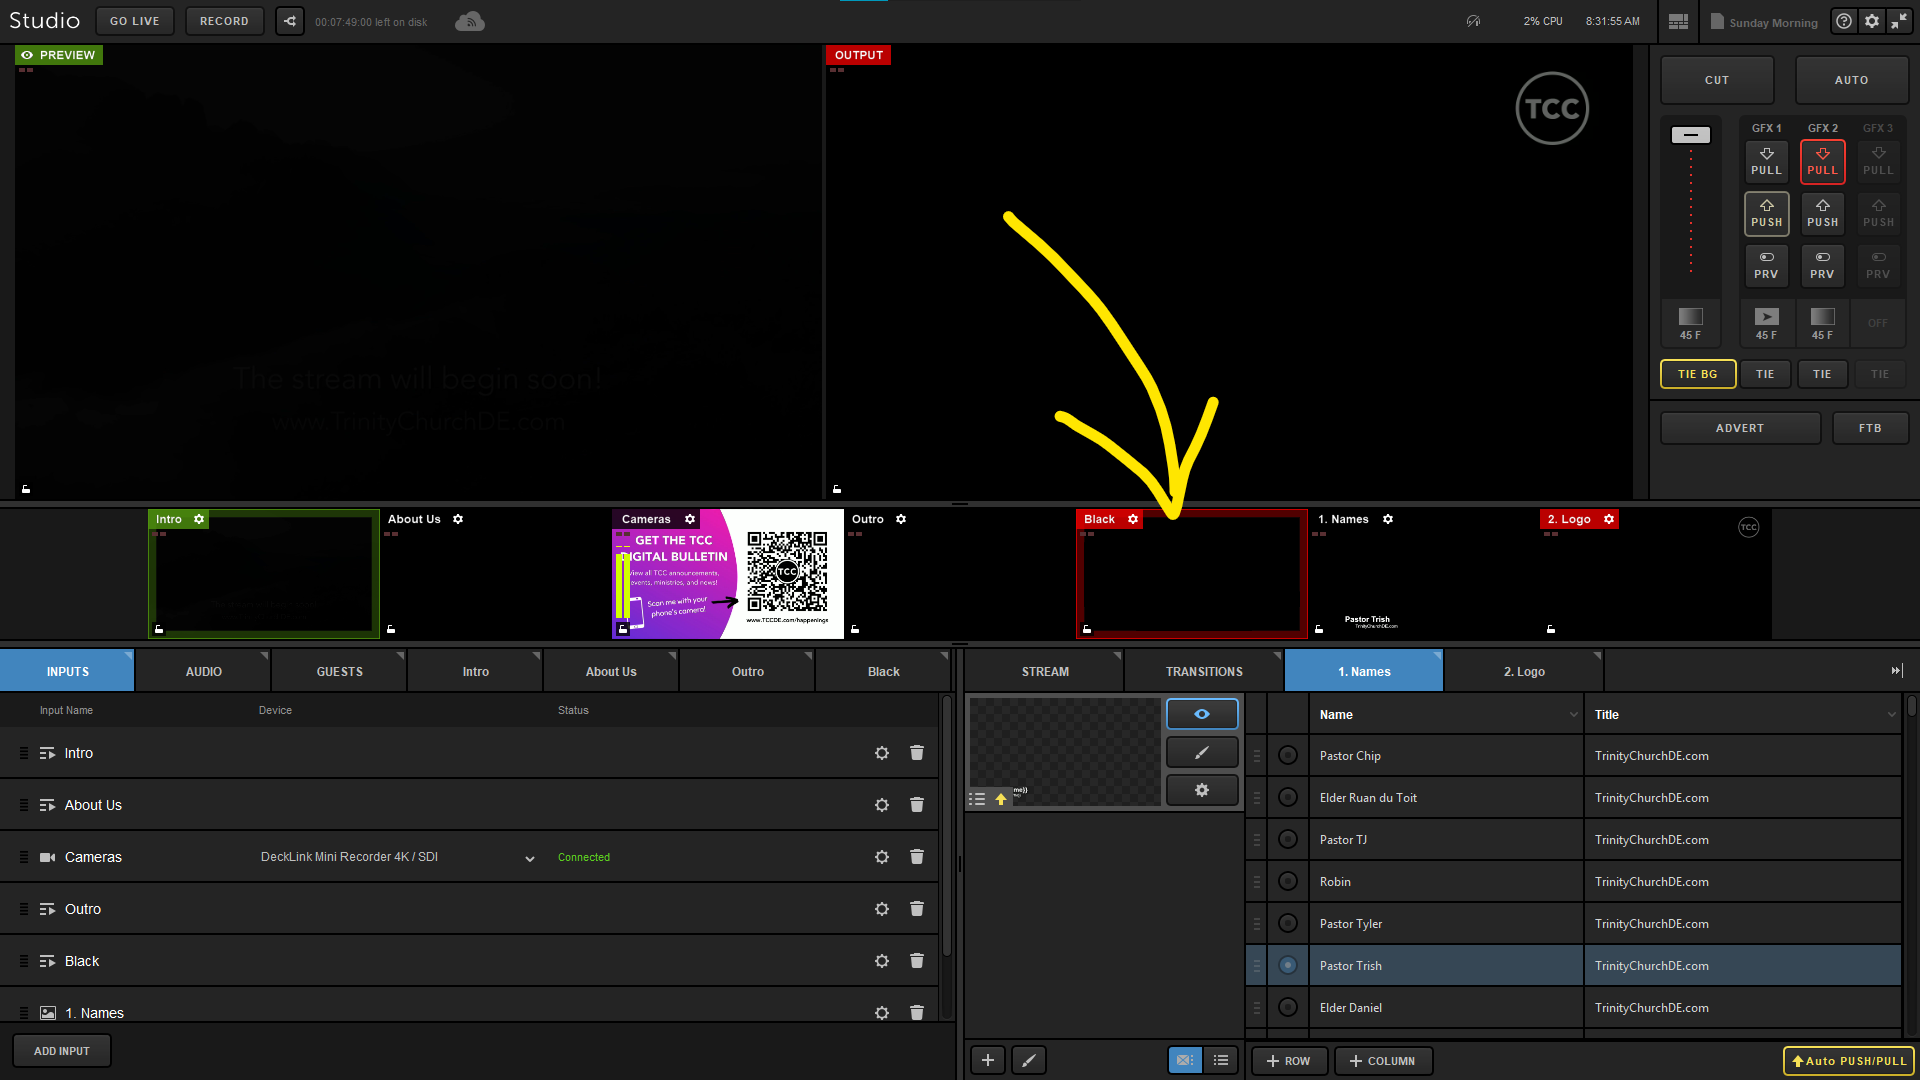 Studio
GO LIVE
RECORD
00:07:49:00 left on disk
2% CPU
8:31:55 AM
Sunday Morning
PREVIEW
The stream will begin soon!
www.TrinityChurchDE.com
OUTPUT
TCC
CUT
AUTO
GFX 1
GFX 2
GFX 3
PULL
PULL
PULL
PUSH
PUSH
PUSH
PRV
PRV
PRV
45 F
45 F
45 F
OFF
TIE BG
TIE
TIE
TIE
ADVERT
FTB
Intro
About Us
Cameras
GET THE TCC
DIGITAL BULLETIN
View all TCC announcements,
events, ministries, and news!
Scan me with your
phone's camera!
TCC
www.TCCDE.com/happenings
Outro
Black
1. Names
Pastor Trish
TrinityChurchDE.com
2. Logo
TCC
INPUTS
AUDIO
GUESTS
Intro
About Us
Outro
Black
Input Name
Device
Status
Intro
About Us
Cameras
DeckLink Mini Recorder 4K / SDI
Connected
Outro
Black
1. Names
ADD INPUT
STREAM
TRANSITIONS
1. Names
2. Logo
Name
Title
Pastor Chip
TrinityChurchDE.com
Elder Ruan du Toit
TrinityChurchDE.com
Pastor TJ
TrinityChurchDE.com
Robin
TrinityChurchDE.com
Pastor Tyler
TrinityChurchDE.com
Pastor Trish
TrinityChurchDE.com
Elder Daniel
TrinityChurchDE.com
ROW
COLUMN
Auto PUSH/PULL